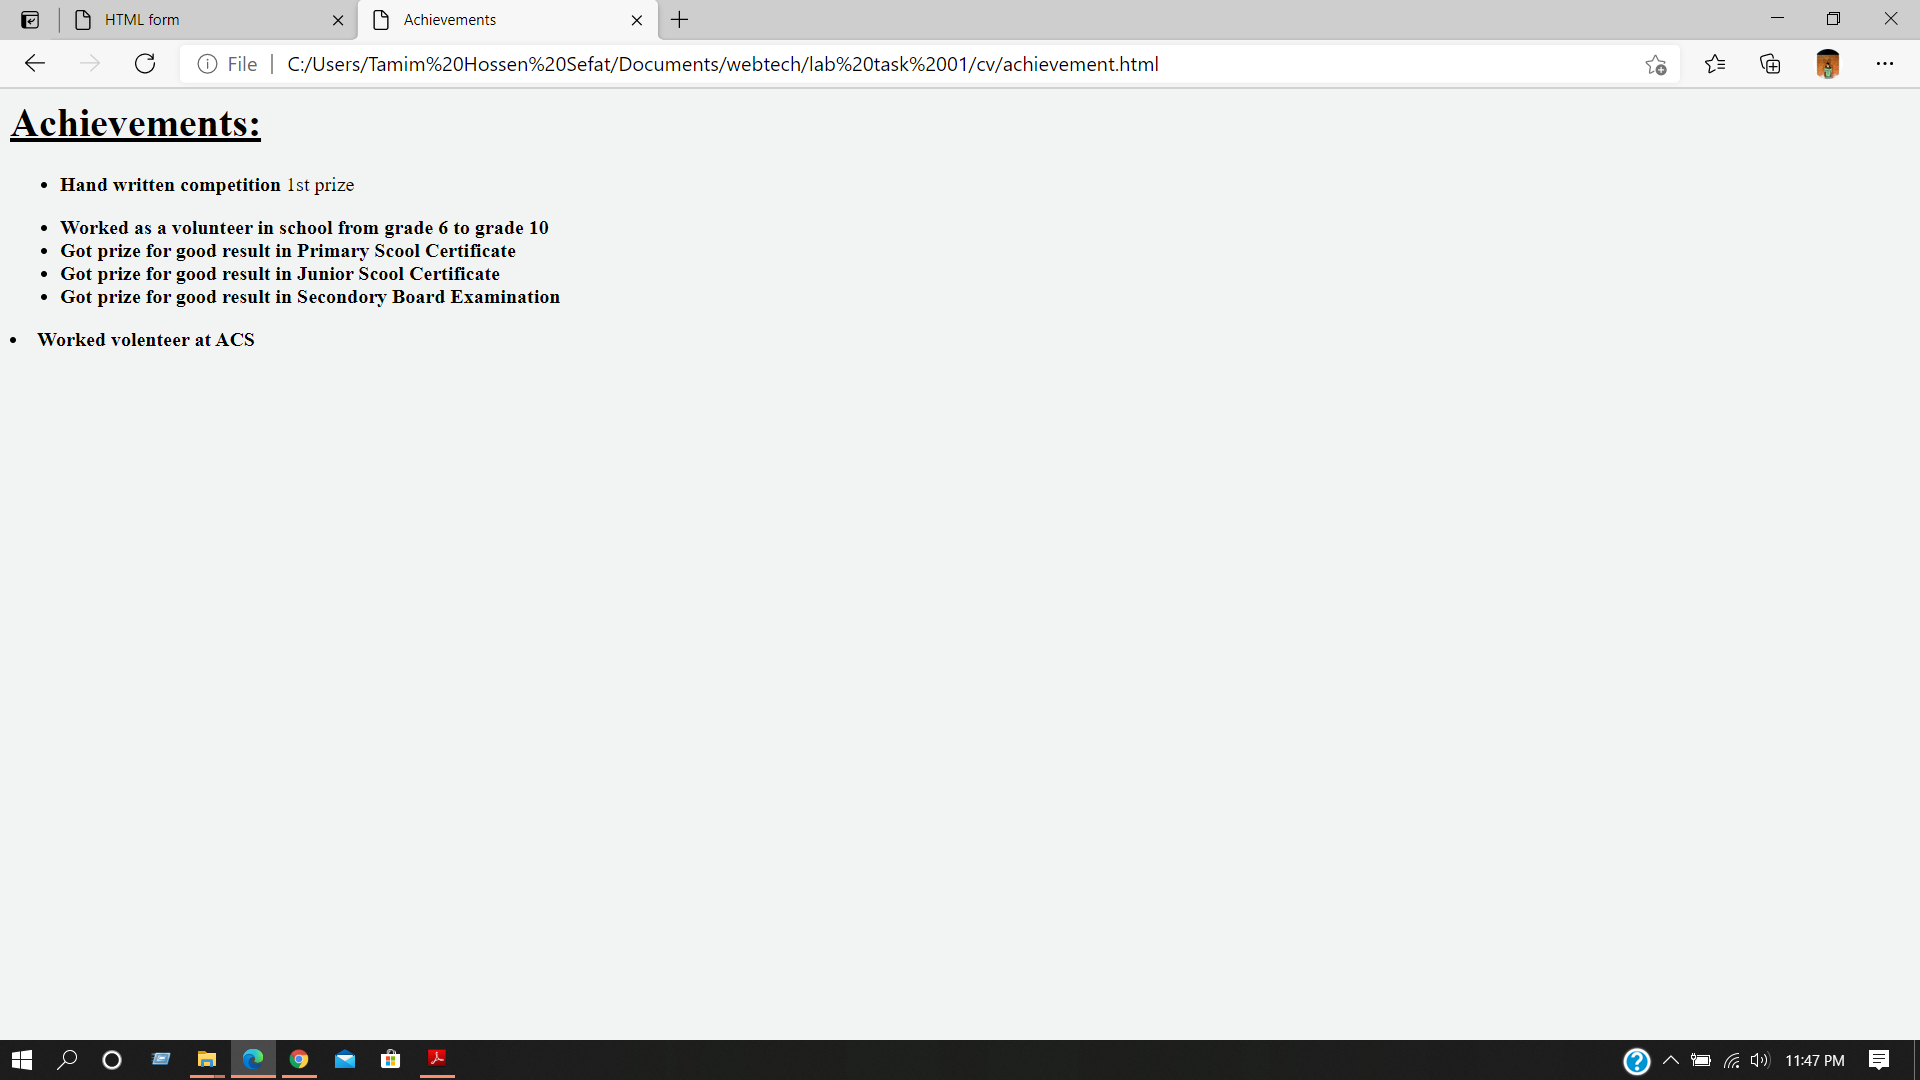 HTML form
Achievements
File
C:/Users/Tamim%20Hossen%20Sefat/Documents/webtech/lab%20task%2001/cv/achievement.html
Achievements:
Hand written competition 1st prize
Worked as a volunteer in school from grade 6 to grade 10
Got prize for good result in Primary Scool Certificate
Got prize for good result in Junior Scool Certificate
Got prize for good result in Secondory Board Examination
Worked volenteer at ACS
11:47 PM